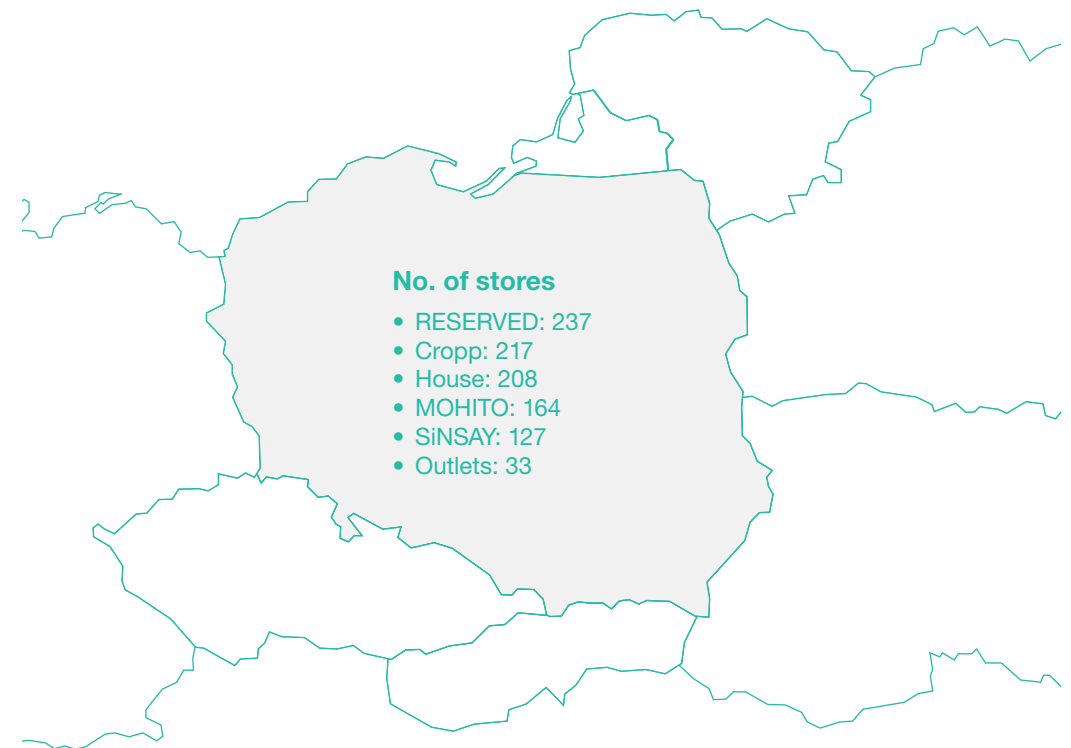 No. of stores
• RESERVED: 237
• Cropp: 217
• House: 208
• MOHITO: 164
• SiNSAY: 127
• Outlets: 33